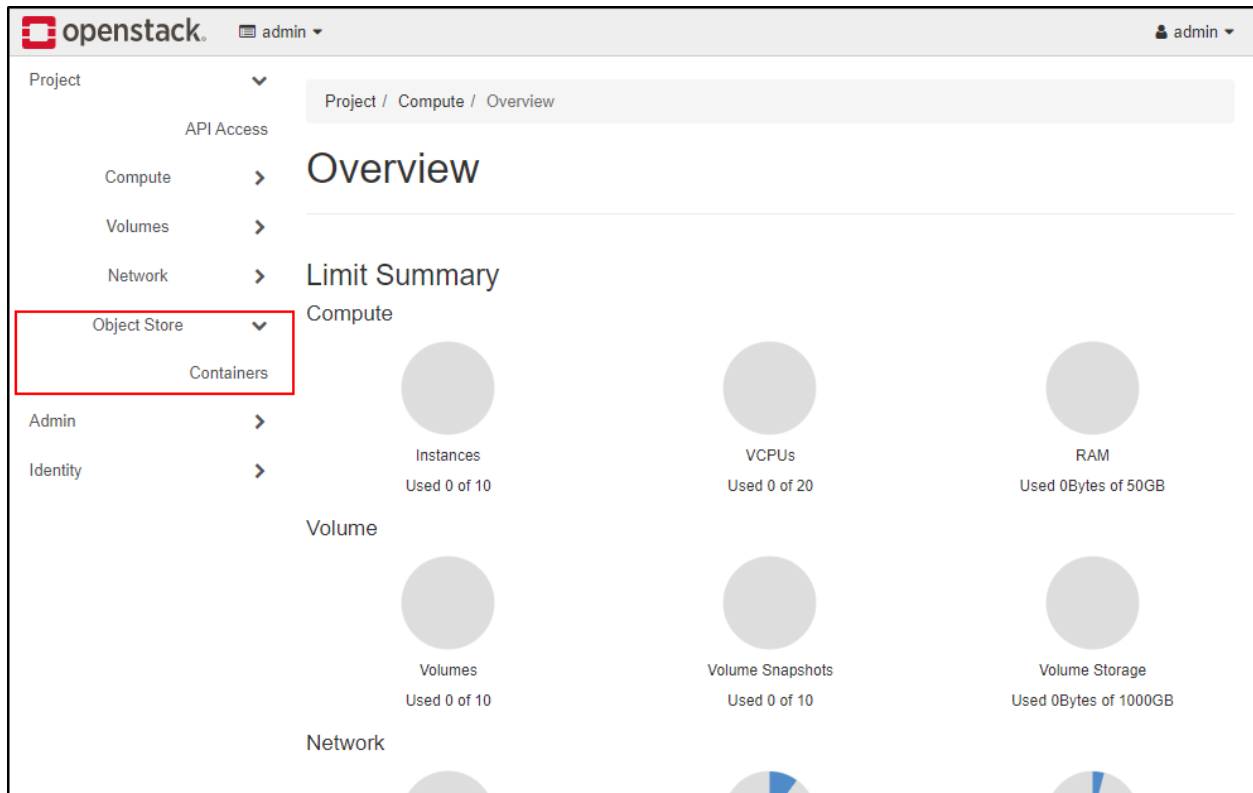 openstack. admin admin
Project
API Access
Compute
Volumes
Network
Object Store
Containers
Admin
Identity
Project / Compute / Overview
Overview
Limit Summary
Compute
Instances VCPUs RAM
Used 0 of 10 Used 0 of 20 Used 0Bytes of 50GB
Volume
Volumes Volume Snapshots Volume Storage
Used 0 of 10 Used 0 of 10 Used 0Bytes of 1000GB
Network